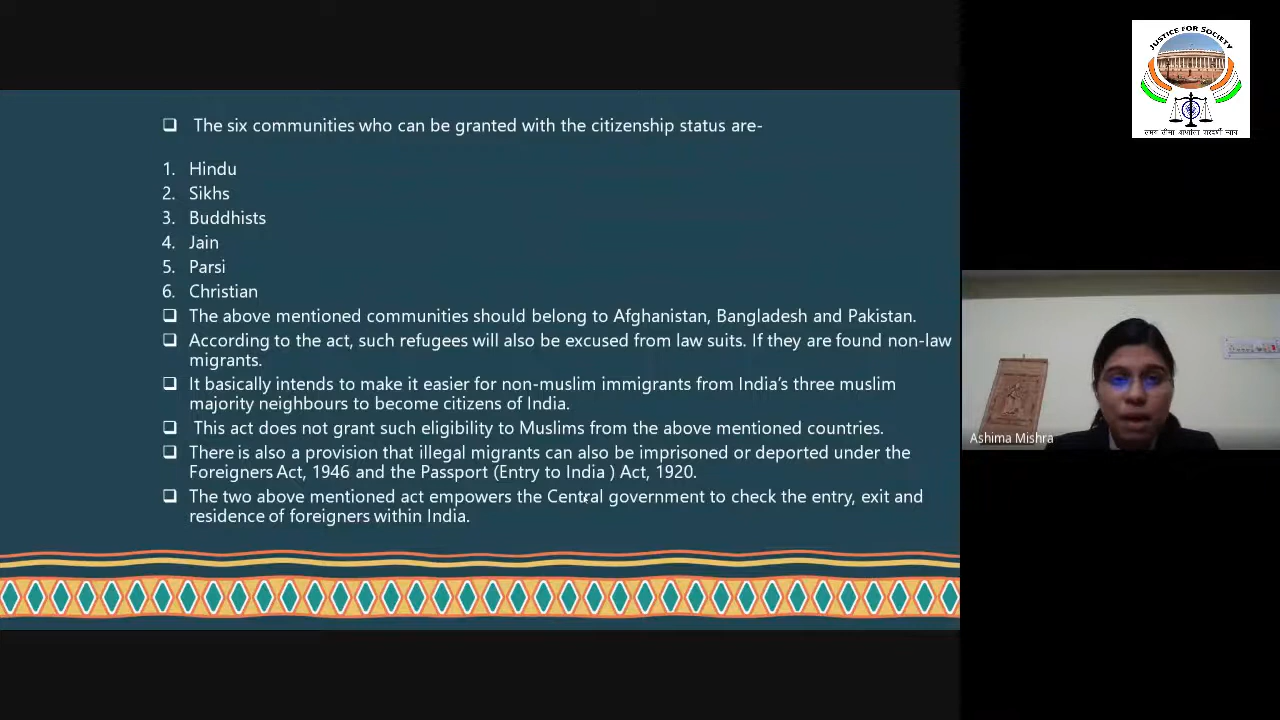 JUSTICE FOR SOCIETY
❑ The six communities who can be granted with the citizenship status are-
1. Hindu
2. Sikhs
3. Buddhists
4. Jain
5. Parsi
6. Christian
❑ The above mentioned communities should belong to Afghanistan, Bangladesh and Pakistan.
❑ According to the act, such refugees will also be excused from law suits. If they are found non-law
migrants.
❑ It basically intends to make it easier for non-muslim immigrants from India's three muslim
majority neighbours to become citizens of India.
❑ This act does not grant such eligibility to Muslims from the above mentioned countries.
❑ There is also a provision that illegal migrants can also be imprisoned or deported under the
Foreigners Act, 1946 and the Passport (Entry to India ) Act, 1920.
❑ The two above mentioned act empowers the Central government to check the entry, exit and
residence of foreigners within India.
Ashima Mishra